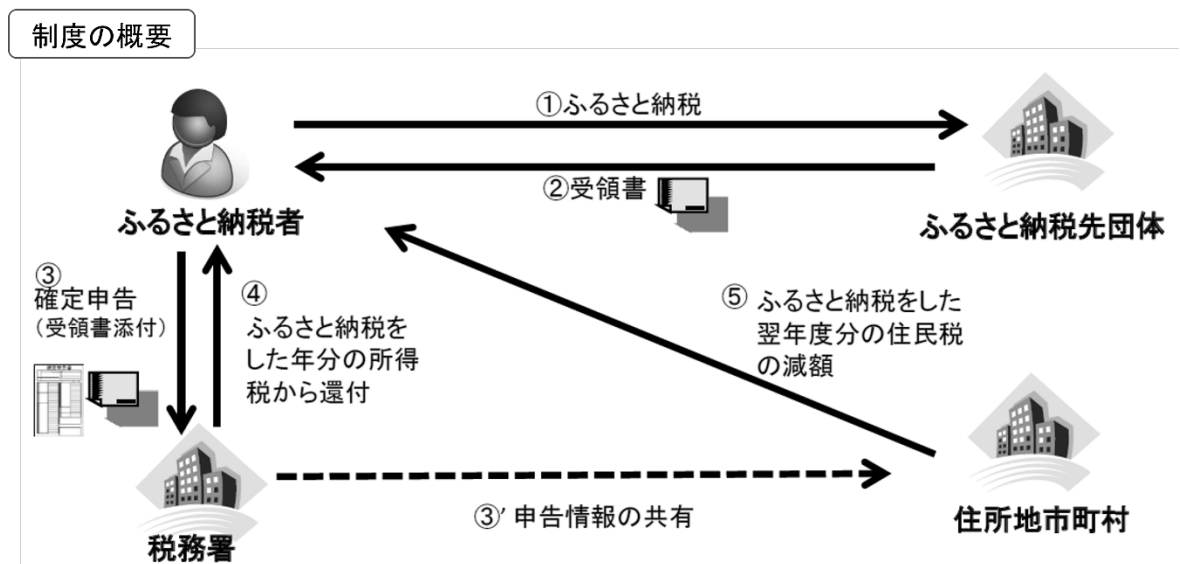 制度の概要
①ふるさと納税
②受領書
ふるさと納税者
ふるさと納税先団体
③
確定申告
（受領書添付）
④
ふるさと納税を
した年分の所得
税から還付
⑤ ふるさと納税をした
翌年度分の住民税
の減額
③’申告情報の共有
税務署
住所地市町村